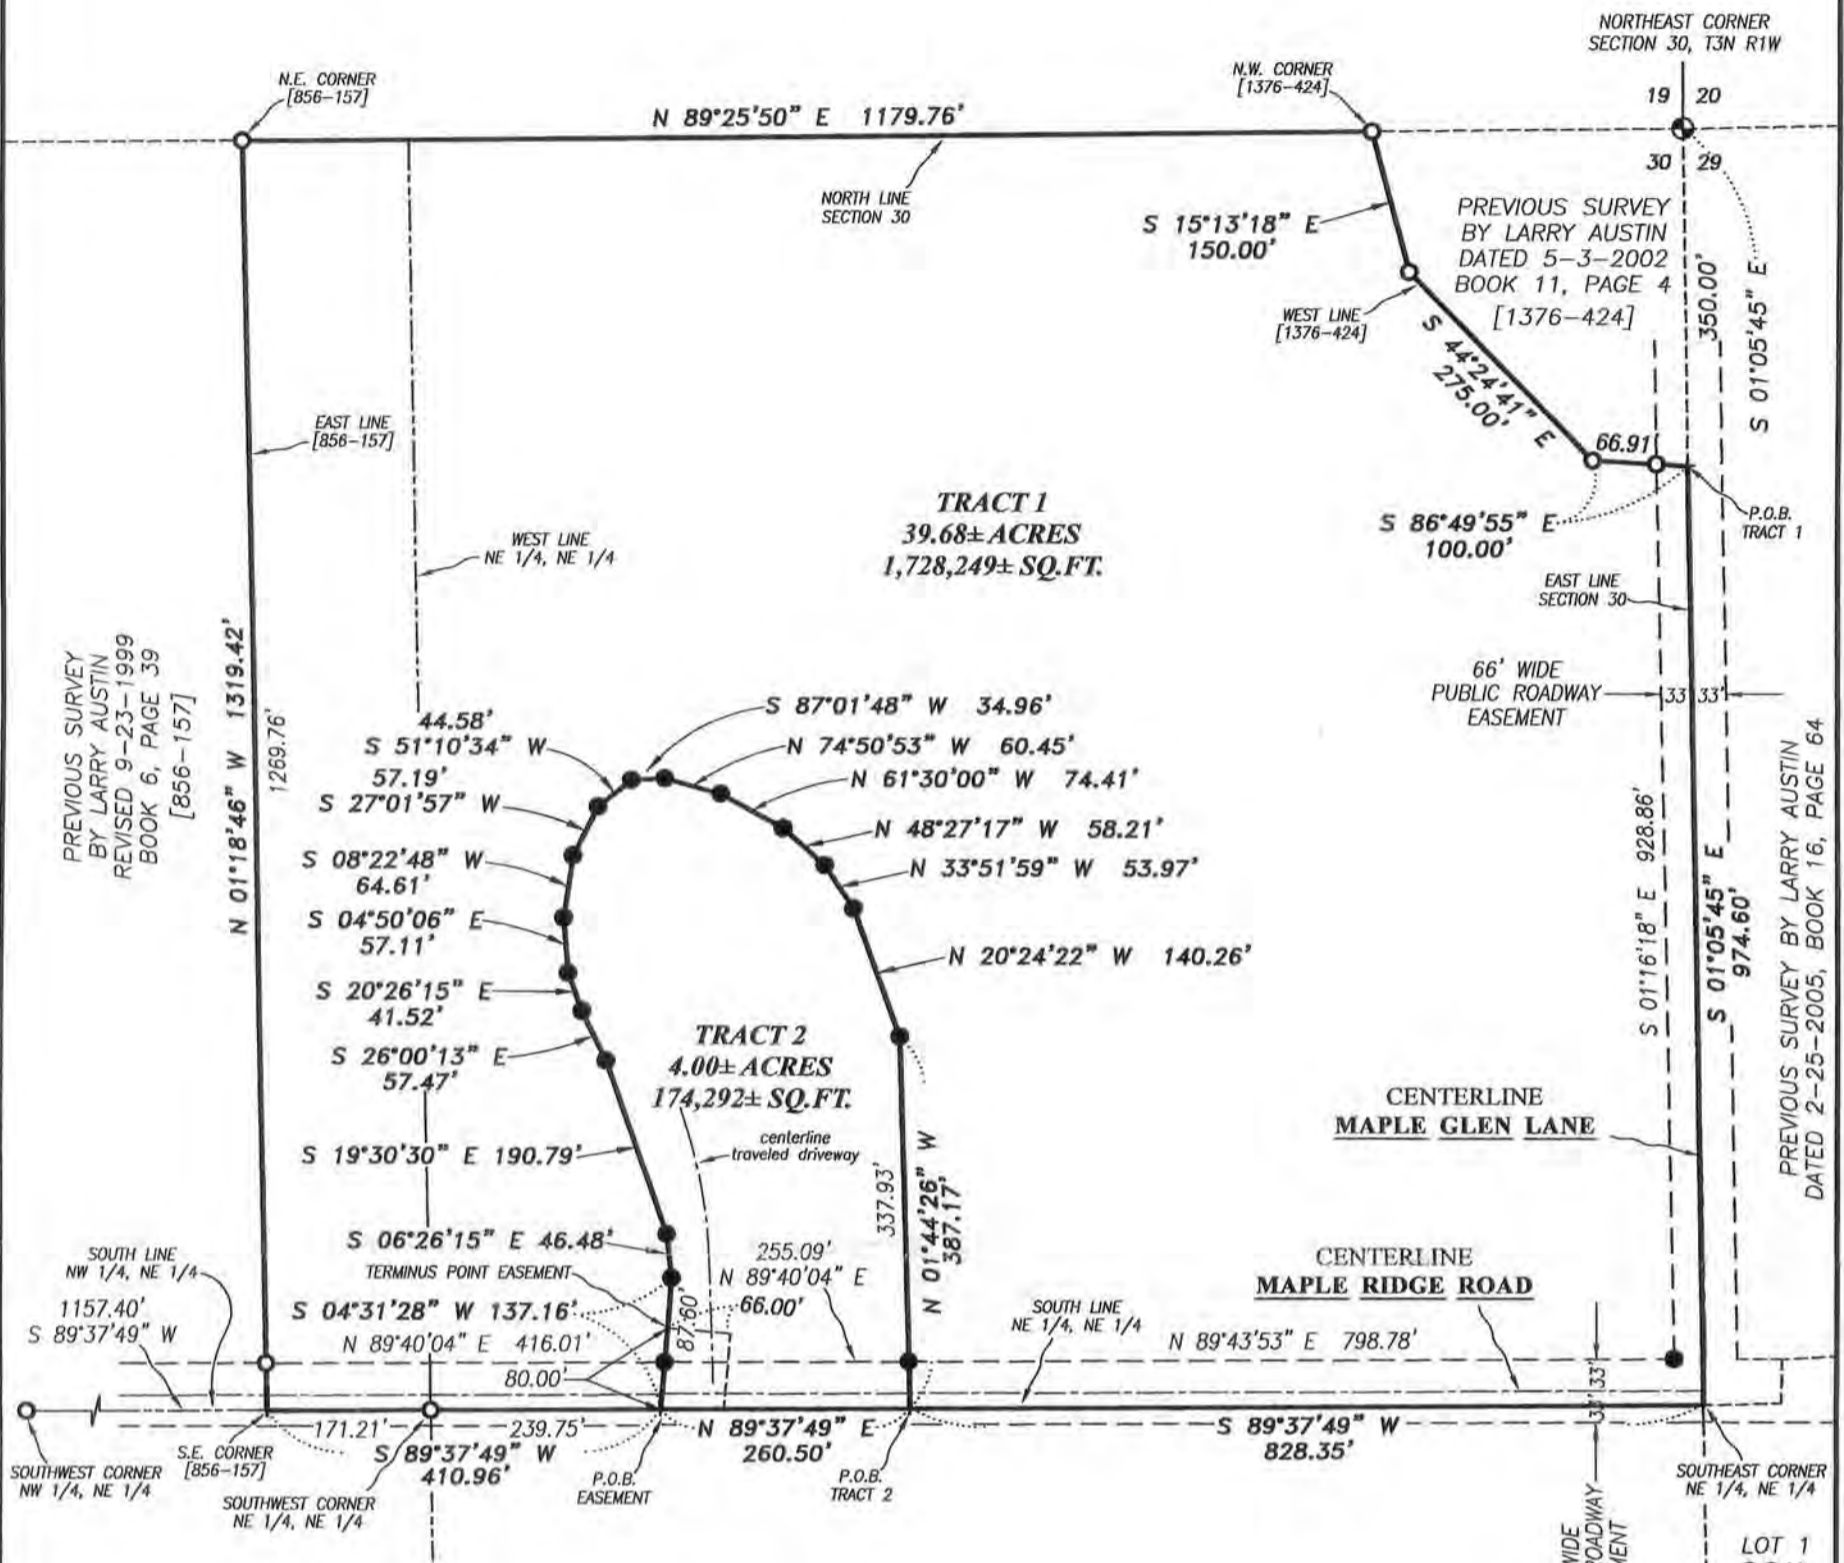 NORTHEAST CORNER
SECTION 30, T3N R1W
N.E. CORNER
[856-157]
N.W. CORNER
[1376-424]
19 20
30 29
N 89°25'50" E 1179.76'
NORTH LINE
SECTION 30
S 15°13'18" E
150.00'
PREVIOUS SURVEY
BY LARRY AUSTIN
DATED 5-3-2002
BOOK 11, PAGE 4
[1376-424]
350.00'
S 01°05'45" E
WEST LINE
[1376-424]
S 44°24'41" E
275.00'
66.91'
EAST LINE
[856-157]
TRACT 1
39.68± ACRES
1,728,249± SQ.FT.
S 86°49'55" E
100.00'
P.O.B.
TRACT 1
WEST LINE
NE 1/4, NE 1/4
EAST LINE
SECTION 30
PREVIOUS SURVEY
BY LARRY AUSTIN
REVISED 9-23-1999
BOOK 6, PAGE 39
[856-157]
N 01°18'46" W 1319.42'
1269.76'
66' WIDE
PUBLIC ROADWAY
EASEMENT
33' 33'
S 87°01'48" W 34.96'
44.58'
S 51°10'34" W
N 74°50'53" W 60.45'
57.19'
S 27°01'57" W
N 61°30'00" W 74.41'
N 48°27'17" W 58.21'
S 08°22'48" W
64.61'
N 33°51'59" W 53.97'
S 04°50'06" E
57.11'
N 20°24'22" W 140.26'
S 20°26'15" E
41.52'
S 01°16'18" E 928.86'
S 01°05'45" E
974.60'
PREVIOUS SURVEY BY LARRY AUSTIN
DATED 2-25-2005, BOOK 16, PAGE 64
S 26°00'13" E
57.47'
TRACT 2
4.00± ACRES
174,292± SQ.FT.
centerline
traveled driveway
CENTERLINE
MAPLE GLEN LANE
S 19°30'30" E 190.79'
337.93'
N 01°44'26" W
387.17'
S 06°26'15" E 46.48'
255.09'
N 89°40'04" E
66.00'
TERMINUS POINT EASEMENT
CENTERLINE
MAPLE RIDGE ROAD
SOUTH LINE
NW 1/4, NE 1/4
1157.40'
S 89°37'49" W
S 04°31'28" W 137.16'
87.60'
N 89°40'04" E 416.01'
80.00'
SOUTH LINE
NE 1/4, NE 1/4
N 89°43'53" E 798.78'
33' 33'
171.21'
239.75'
S 89°37'49" W
410.96'
N 89°37'49" E
260.50'
S 89°37'49" W
828.35'
SOUTHWEST CORNER
NW 1/4, NE 1/4
S.E. CORNER
[856-157]
SOUTHWEST CORNER
NE 1/4, NE 1/4
P.O.B.
EASEMENT
P.O.B.
TRACT 2
SOUTHEAST CORNER
NE 1/4, NE 1/4
LOT 1